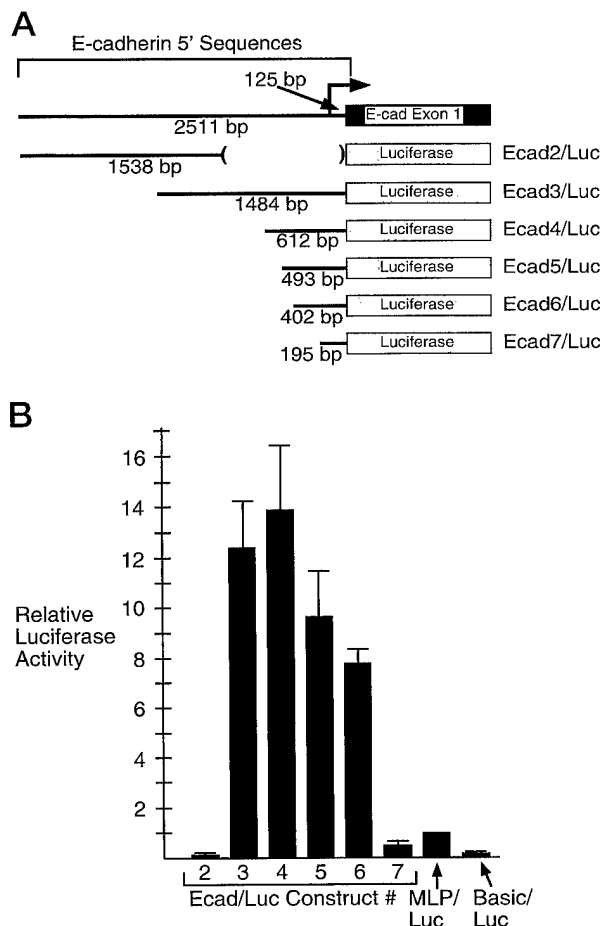 A
E-cadherin 5' Sequences
125 bp
E-cad Exon 1
2511 bp
1538 bp
( )
Luciferase
Ecad2/Luc
1484 bp
Luciferase
Ecad3/Luc
612 bp
Luciferase
Ecad4/Luc
493 bp
Luciferase
Ecad5/Luc
402 bp
Luciferase
Ecad6/Luc
195 bp
Luciferase
Ecad7/Luc
B
16
14
12
10
8
6
4
2
Relative
Luciferase
Activity
2 3 4 5 6 7
Ecad/Luc Construct #
MLP/
Luc
Basic/
Luc